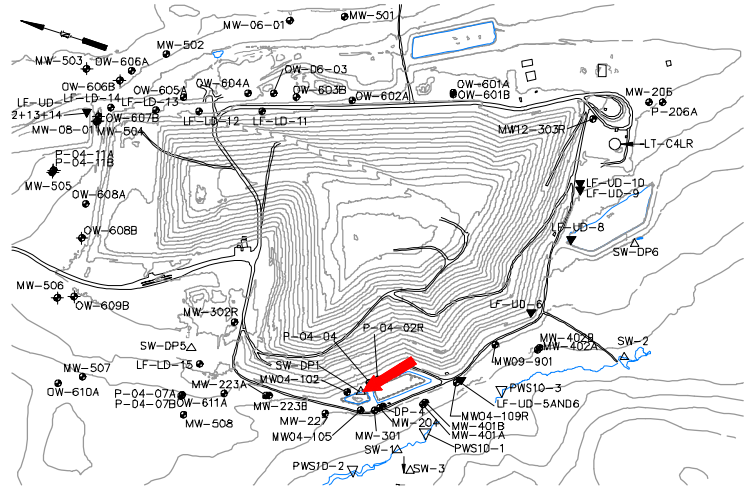 MW-06-01
MW-501
MW-502
MW-503
OW-606A
OW-606B
OW-605A
OW-604A
OW-06-03
OW-603B
OW-602A
OW-601A
OW-601B
MW-206
P-206A
LF-UD-
2+13+14
LF-LD-14
LF-LD-13
OW-607B
LF-LD-12
LF-LD-11
MW-08-01
MW-504
MW12-303R
LT-C4LR
P-04-11A
P-04-11B
MW-505
LF-UD-10
LF-UD-9
OW-608A
OW-608B
LF-UD-8
SW-DP6
MW-506
OW-609B
MW-302R
LF-UD-6
P-04-04
P-04-02R
SW-DP5
LF-LD-15
SW-DP1
MW04-102
MW-402B
MW-402A
SW-2
MW09-901
MW-507
OW-610A
P-04-07A
P-04-07B
OW-611A
MW-223A
MW-223B
MW-508
MW-227
MW04-105
MW-301
DP-4
MW-204
PWS10-3
LF-UD-5AND6
MW04-109R
MW-401B
MW-401A
PWS10-1
SW-1
PWS10-2
SW-3